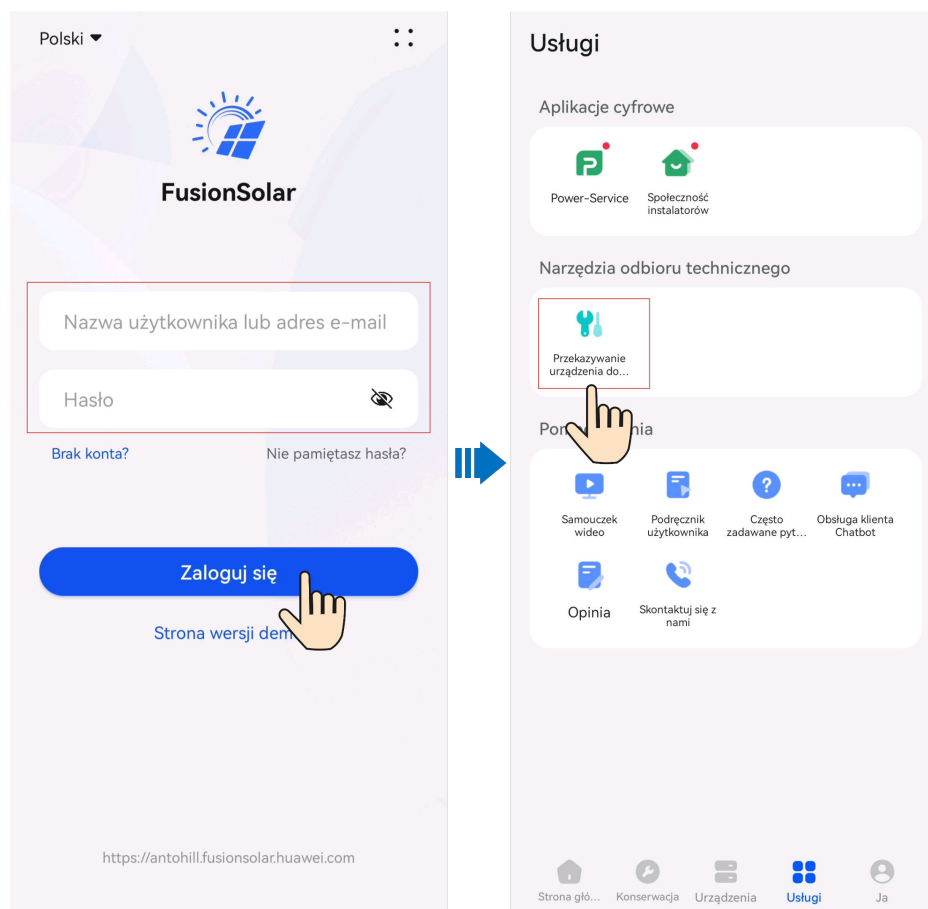 Polski
FusionSolar
Nazwa użytkownika lub adres e-mail
Hasło
Brak konta?
Nie pamiętasz hasła?
Zaloguj się
Strona wersji dem
https://antohill.fusionsolar.huawei.com
Usługi
Aplikacje cyfrowe
Power-Service
Społeczność
instalatorów
Narzędzia odbioru technicznego
Przekazywanie
urządzenia do...
Samouczek
wideo
Podręcznik
użytkownika
Często
zadawane pyt...
Obsługa klienta
Chatbot
Opinia
Skontaktuj się z
nami
Strona głó...
Konserwacja
Urządzenia
Usługi
Ja